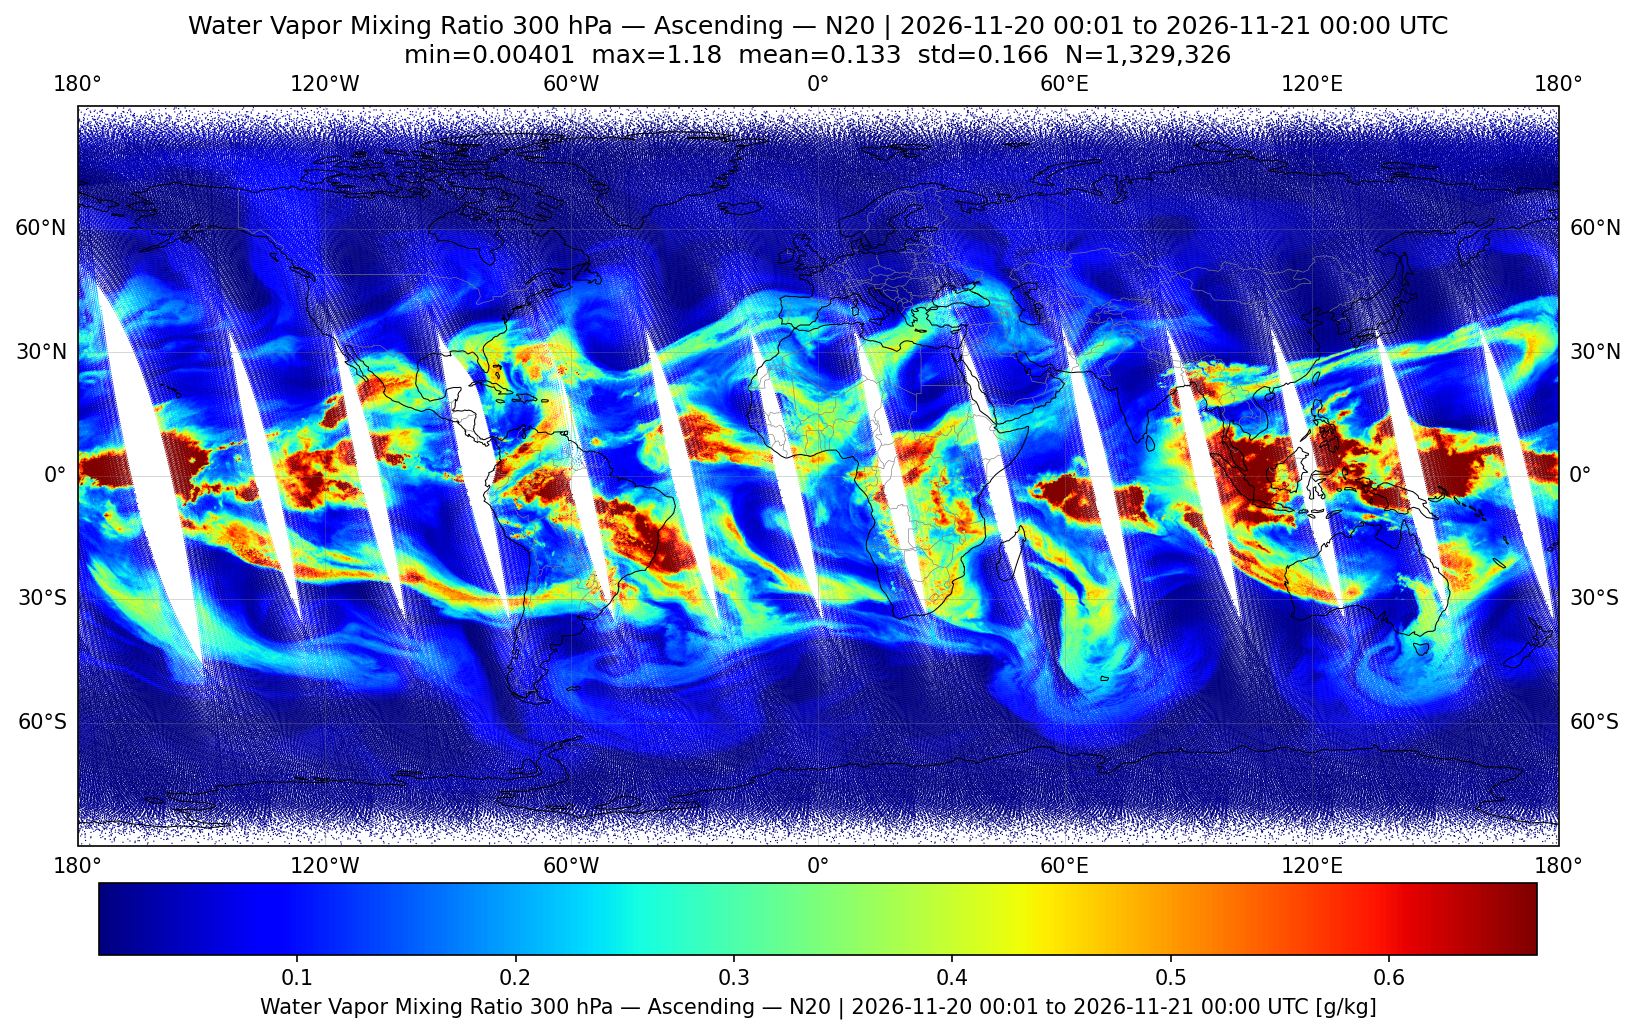 Water Vapor Mixing Ratio 300 hPa — Ascending — N20 | 2026-11-20 00:01 to 2026-11-21 00:00 UTC
min=0.00401  max=1.18  mean=0.133  std=0.166  N=1,329,326
180° 120°W 60°W 0° 60°E 120°E 180°
60°N 60°N
30°N 30°N
0° 0°
30°S 30°S
60°S 60°S
180° 120°W 60°W 0° 60°E 120°E 180°
0.1 0.2 0.3 0.4 0.5 0.6
Water Vapor Mixing Ratio 300 hPa — Ascending — N20 | 2026-11-20 00:01 to 2026-11-21 00:00 UTC [g/kg]